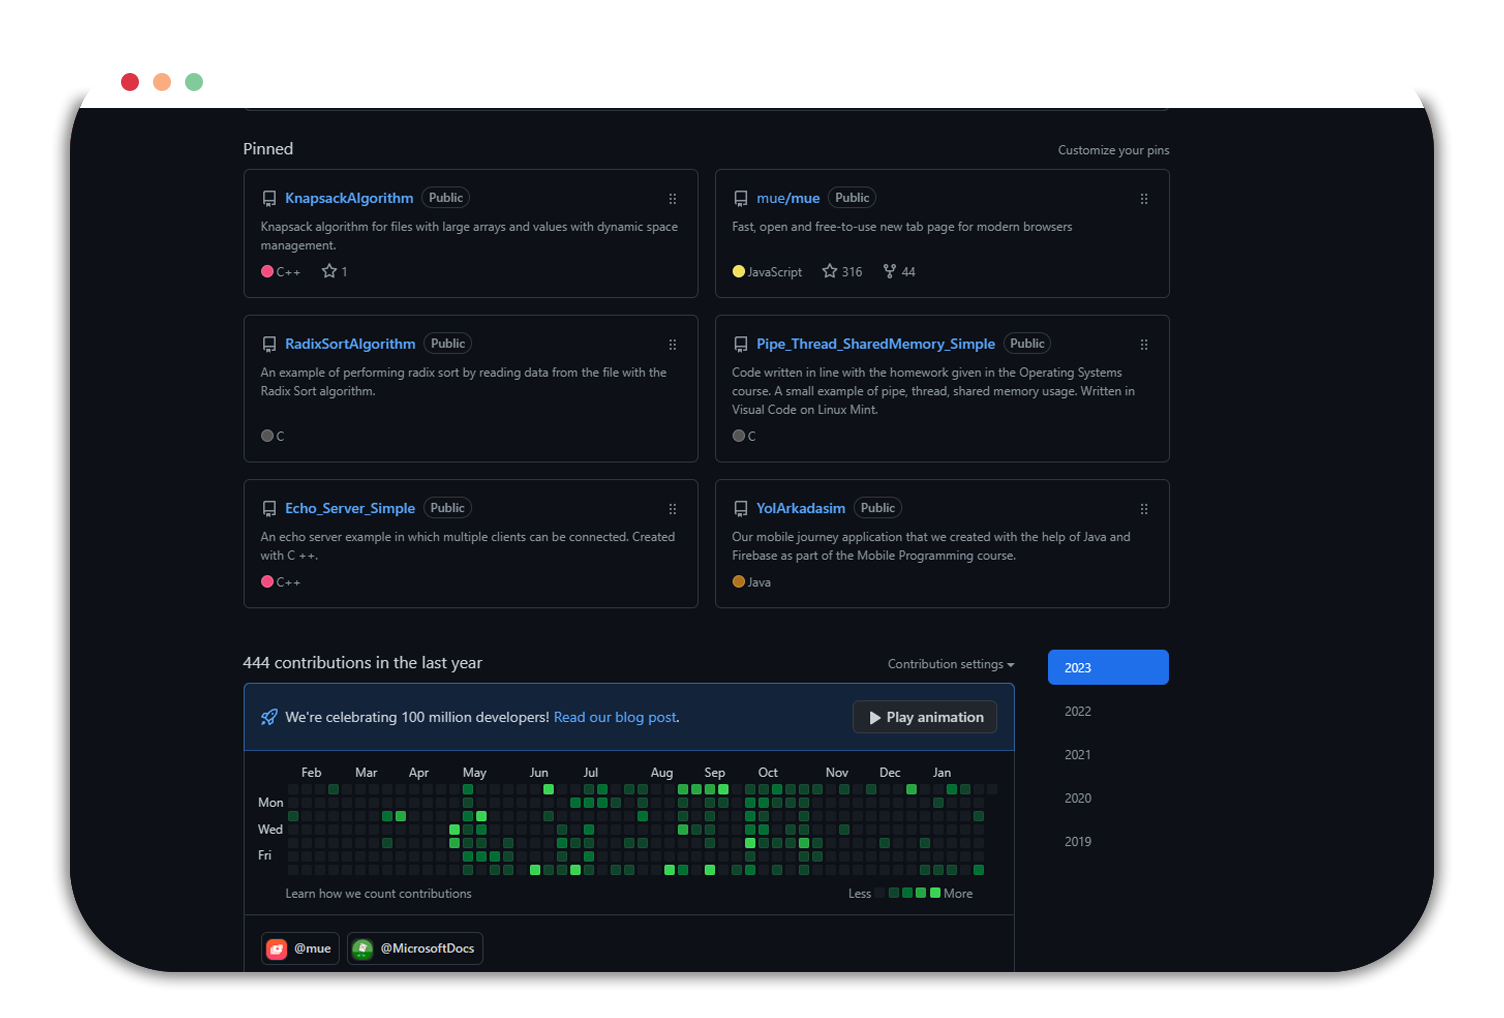 Pinned
Customize your pins
KnapsackAlgorithm Public
Knapsack algorithm for files with large arrays and values with dynamic space
management.
C++ 1
mue/mue Public
Fast, open and free-to-use new tab page for modern browsers
JavaScript 316 44
RadixSortAlgorithm Public
An example of performing radix sort by reading data from the file with the
Radix Sort algorithm.
C
Pipe_Thread_SharedMemory_Simple Public
Code written in line with the homework given in the Operating Systems
course. A small example of pipe, thread, shared memory usage. Written in
Visual Code on Linux Mint.
C
Echo_Server_Simple Public
An echo server example in which multiple clients can be connected. Created
with C ++.
C++
YolArkadasim Public
Our mobile journey application that we created with the help of Java and
Firebase as part of the Mobile Programming course.
Java
444 contributions in the last year
Contribution settings
We're celebrating 100 million developers! Read our blog post.
Play animation
Feb Mar Apr May Jun Jul Aug Sep Oct Nov Dec Jan
Mon
Wed
Fri
Learn how we count contributions
Less More
@mue @MicrosoftDocs
2023
2022
2021
2020
2019